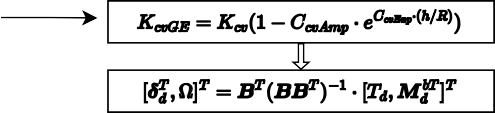 K_{cvGE} = K_{cv}(1 − C_{cvAmp} · e^{C_{cvExp}·(h/R)})
[δ_d^T, Ω]^T = B^T(BB^T)^{−1} · [T_d, M_d^{bT}]^T